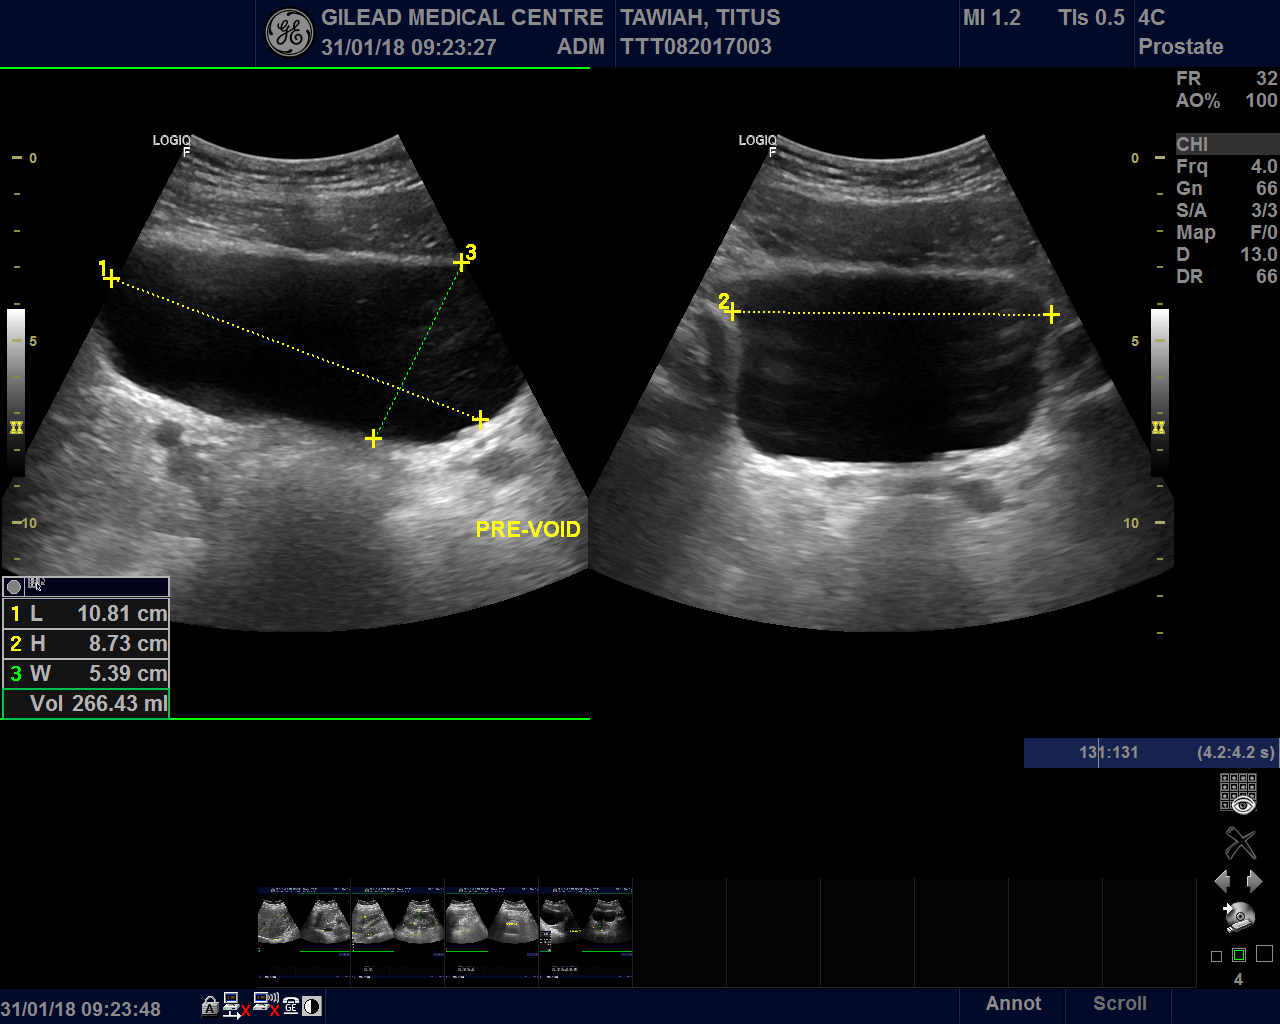 GILEAD MEDICAL CENTRE
31/01/18 09:23:27 ADM
TAWIAH, TITUS
TTT082017003
MI 1.2 TIs 0.5
4C
Prostate
FR 32
AO% 100
CHI
Frq 4.0
Gn 66
S/A 3/3
Map F/0
D 13.0
DR 66
LOGIQ
F
LOGIQ
F
0
5
10
0
5
10
1
3
2
PRE-VOID
1 L 10.81 cm
2 H 8.73 cm
3 W 5.39 cm
Vol 266.43 ml
131:131 (4.2:4.2 s)
4
31/01/18 09:23:48
Annot
Scroll